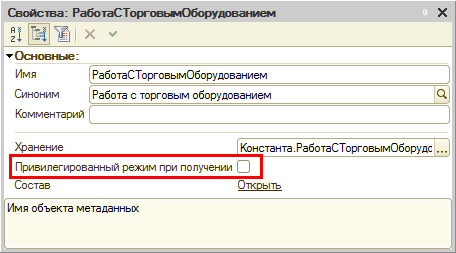 Свойства: РаботаСТорговымОборудованием
Основные:
Имя РаботаСТорговымОборудованием
Синоним Работа с торговым оборудованием
Комментарий
Хранение Константа.РаботаСТорговымОборудо ...
Привилегированный режим при получении
Состав Открыть
Имя объекта метаданных